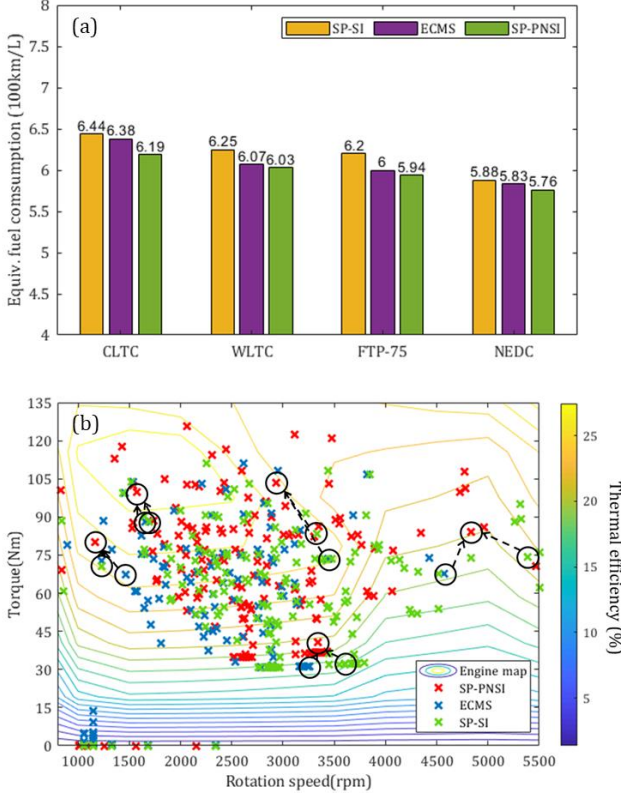 (a)
SP-SI ECMS SP-PNSI
Equiv. fuel comsumption (100km/L)
8
7.5
7
6.5
6
5.5
5
4.5
4
6.44 6.38 6.19
6.25 6.07 6.03
6.2 6 5.94
5.88 5.83 5.76
CLTC WLTC FTP-75 NEDC
(b)
Torque(Nm)
135
120
105
90
75
60
45
30
15
0
1000 1500 2000 2500 3000 3500 4000 4500 5000 5500
Rotation speed(rpm)
Engine map
SP-PNSI
ECMS
SP-SI
25
20
15
10
5
Thermal efficiency (%)